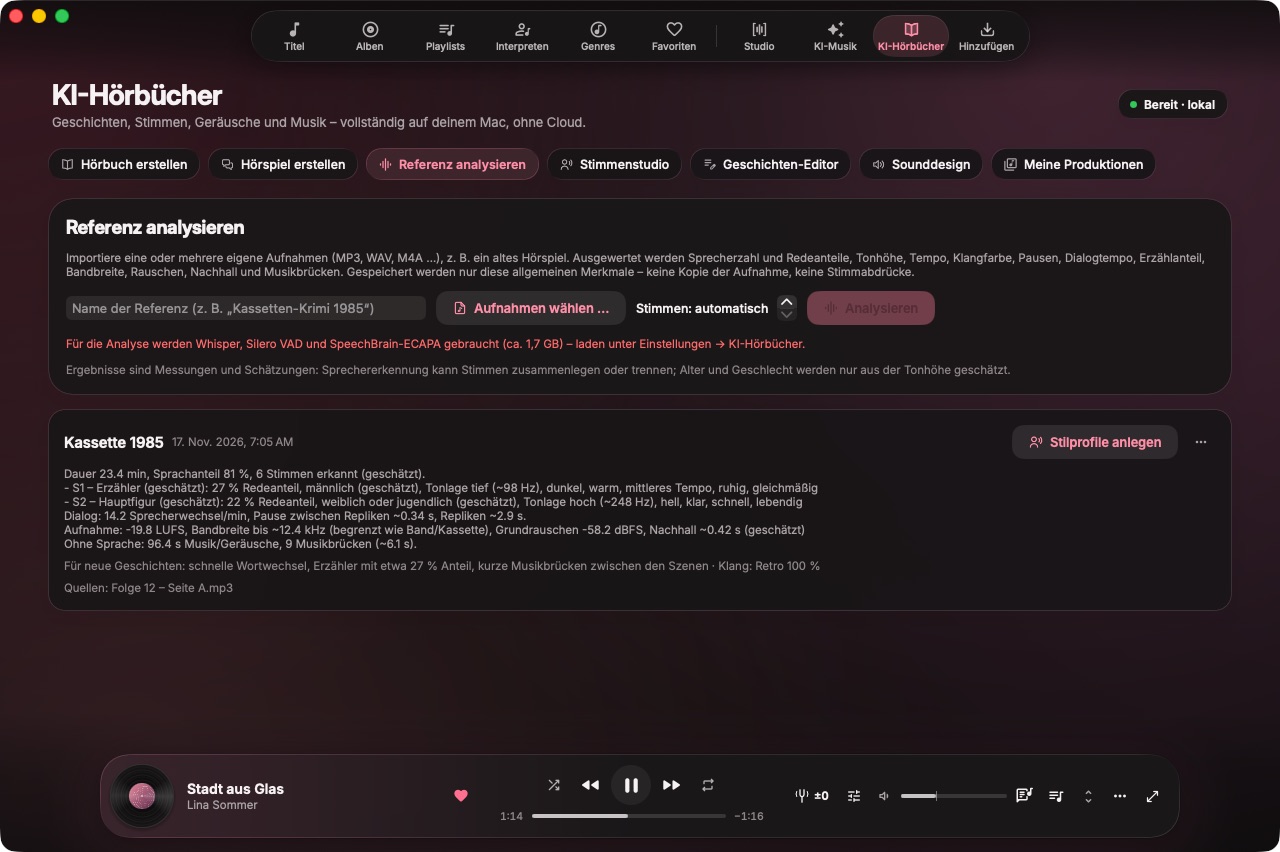 Titel
Alben
Playlists
Interpreten
Genres
Favoriten
Studio
KI-Musik
KI-Hörbücher
Hinzufügen
KI-Hörbücher
Geschichten, Stimmen, Geräusche und Musik – vollständig auf deinem Mac, ohne Cloud.
Bereit · lokal
Hörbuch erstellen
Hörspiel erstellen
Referenz analysieren
Stimmenstudio
Geschichten-Editor
Sounddesign
Meine Produktionen
Referenz analysieren
Importiere eine oder mehrere eigene Aufnahmen (MP3, WAV, M4A ...), z. B. ein altes Hörspiel. Ausgewertet werden Sprecherzahl und Redeanteile, Tonhöhe, Tempo, Klangfarbe, Pausen, Dialogtempo, Erzählanteil,
Bandbreite, Rauschen, Nachhall und Musikbrücken. Gespeichert werden nur diese allgemeinen Merkmale – keine Kopie der Aufnahme, keine Stimmabdrücke.
Name der Referenz (z. B. „Kassetten-Krimi 1985“)
Aufnahmen wählen ...
Stimmen: automatisch
Analysieren
Für die Analyse werden Whisper, Silero VAD und SpeechBrain-ECAPA gebraucht (ca. 1,7 GB) – laden unter Einstellungen → KI-Hörbücher.
Ergebnisse sind Messungen und Schätzungen: Sprechererkennung kann Stimmen zusammenlegen oder trennen; Alter und Geschlecht werden nur aus der Tonhöhe geschätzt.
Kassette 1985 17. Nov. 2026, 7:05 AM
Stilprofile anlegen
Dauer 23.4 min, Sprachanteil 81 %, 6 Stimmen erkannt (geschätzt).
- S1 – Erzähler (geschätzt): 27 % Redeanteil, männlich (geschätzt), Tonlage tief (~98 Hz), dunkel, warm, mittleres Tempo, ruhig, gleichmäßig
- S2 – Hauptfigur (geschätzt): 22 % Redeanteil, weiblich oder jugendlich (geschätzt), Tonlage hoch (~248 Hz), hell, klar, schnell, lebendig
Dialog: 14.2 Sprecherwechsel/min, Pause zwischen Repliken ~0.34 s, Repliken ~2.9 s.
Aufnahme: -19.8 LUFS, Bandbreite bis ~12.4 kHz (begrenzt wie Band/Kassette), Grundrauschen -58.2 dBFS, Nachhall ~0.42 s (geschätzt)
Ohne Sprache: 96.4 s Musik/Geräusche, 9 Musikbrücken (~6.1 s).
Für neue Geschichten: schnelle Wortwechsel, Erzähler mit etwa 27 % Anteil, kurze Musikbrücken zwischen den Szenen · Klang: Retro 100 %
Quellen: Folge 12 – Seite A.mp3
Stadt aus Glas
Lina Sommer
1:14
−1:16
±0